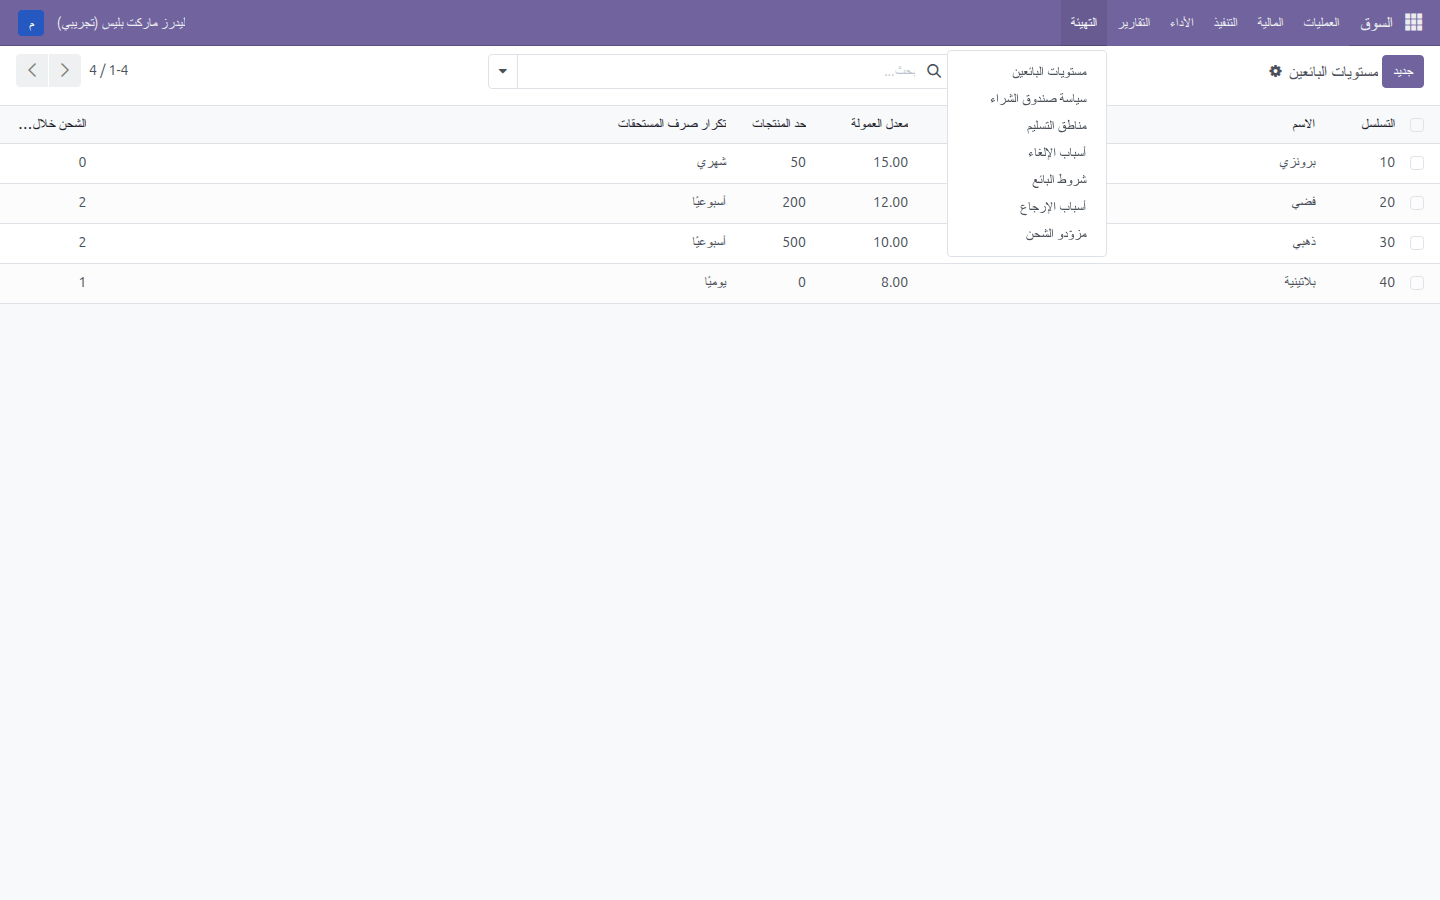 السوق العمليات المالية التنفيذ الأداء التقارير التهيئة ليدرز ماركت بليس (تجريبي) م
جديد مستويات البائعين بحث... 1-4 / 4
مستويات البائعين
سياسة صندوق الشراء
مناطق التسليم
أسباب الإلغاء
شروط البائع
أسباب الإرجاع
مزوّدو الشحن
التسلسل الاسم معدل العمولة حد المنتجات تكرار صرف المستحقات الشحن خلال...
10 برونزي 15.00 50 شهري 0
20 فضي 12.00 200 أسبوعيًا 2
30 ذهبي 10.00 500 أسبوعيًا 2
40 بلاتينية 8.00 0 يوميًا 1